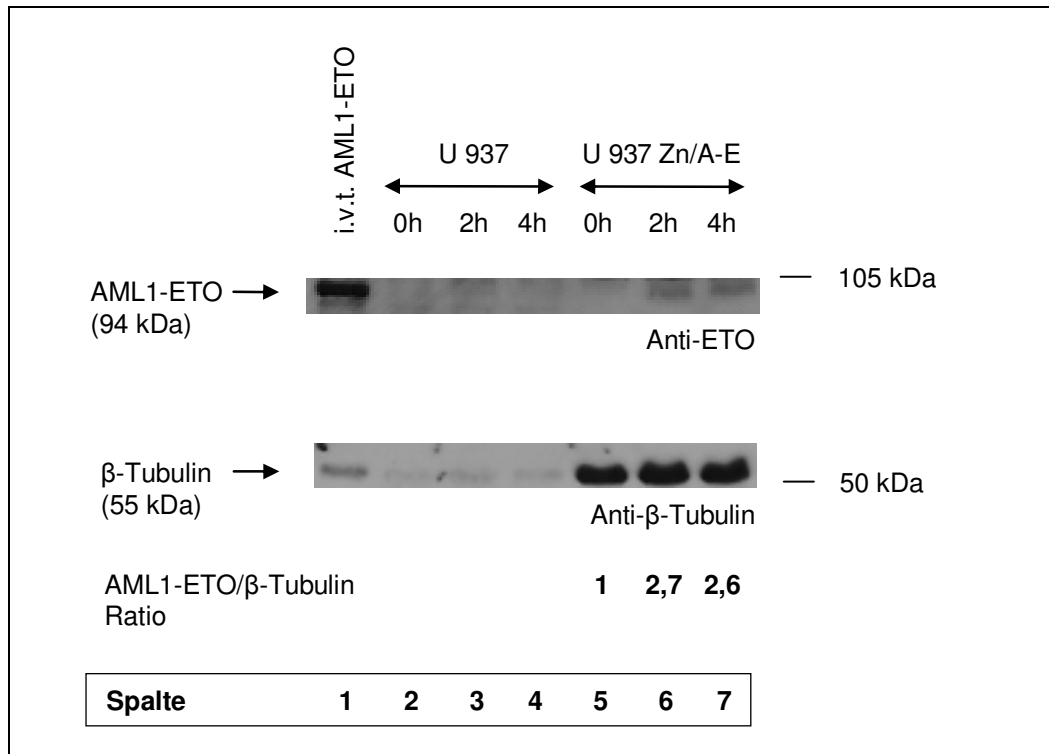 i.v.t. AML1-ETO
U 937
U 937 Zn/A-E
0h 2h 4h 0h 2h 4h
AML1-ETO
(94 kDa)
105 kDa
Anti-ETO
β-Tubulin
(55 kDa)
50 kDa
Anti-β-Tubulin
AML1-ETO/β-Tubulin
Ratio
1 2,7 2,6
Spalte 1 2 3 4 5 6 7